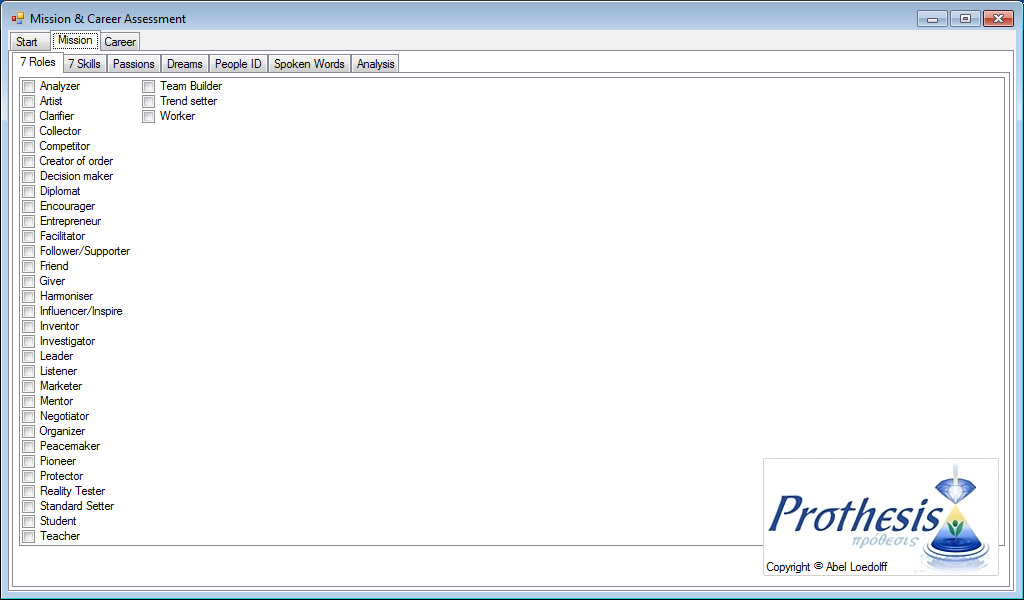 Mission & Career Assessment
Start Mission Career
7 Roles 7 Skills Passions Dreams People ID Spoken Words Analysis
Analyzer
Artist
Clarifier
Collector
Competitor
Creator of order
Decision maker
Diplomat
Encourager
Entrepreneur
Facilitator
Follower/Supporter
Friend
Giver
Harmoniser
Influencer/Inspire
Inventor
Investigator
Leader
Listener
Marketer
Mentor
Negotiator
Organizer
Peacemaker
Pioneer
Protector
Reality Tester
Standard Setter
Student
Teacher
Team Builder
Trend setter
Worker
Prothesis
πρόθεσις
Copyright © Abel Loedolff